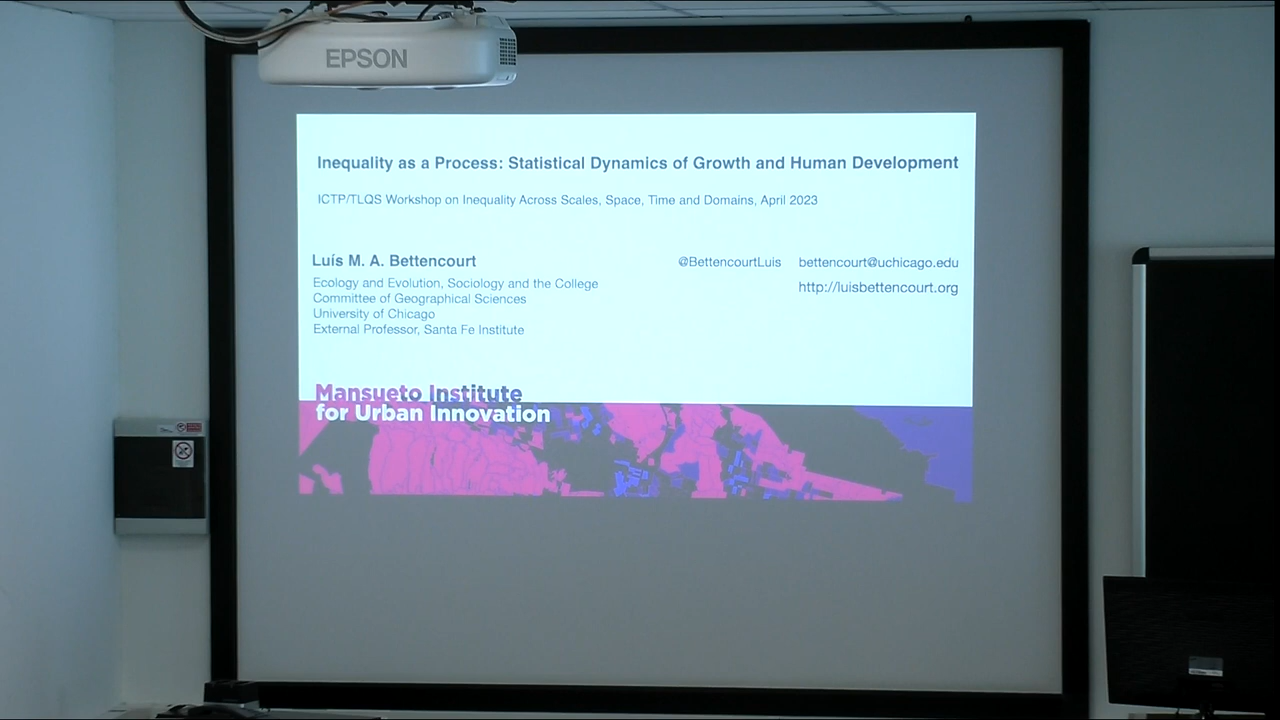 EPSON
Inequality as a Process: Statistical Dynamics of Growth and Human Development
ICTP/TLQS Workshop on Inequality Across Scales, Space, Time and Domains, April 2023
Luís M. A. Bettencourt
@BettencourtLuis
bettencourt@uchicago.edu
http://luisbettencourt.org
Ecology and Evolution, Sociology and the College
Committee of Geographical Sciences
University of Chicago
External Professor, Santa Fe Institute
Mansueto Institute
for Urban Innovation